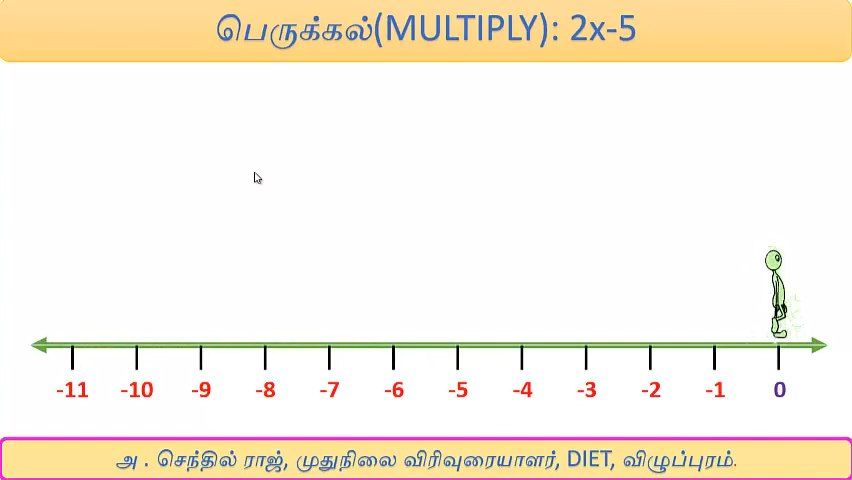 பெருக்கல்(MULTIPLY): 2x-5
-11 -10 -9 -8 -7 -6 -5 -4 -3 -2 -1 0
அ . செந்தில் ராஜ், முதுநிலை விரிவுரையாளர், DIET, விழுப்புரம்.